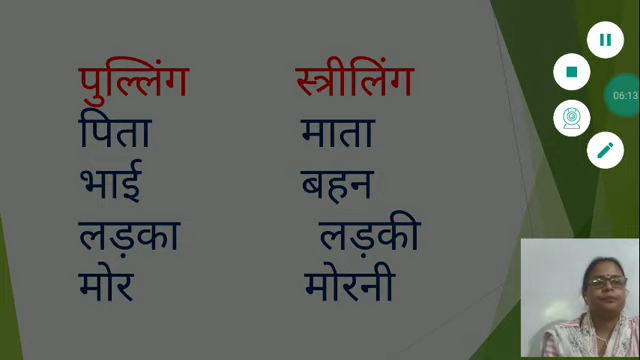 पुल्लिंग स्त्रीलिंग
पिता माता
भाई बहन
लड़का लड़की
मोर मोरनी
06:13